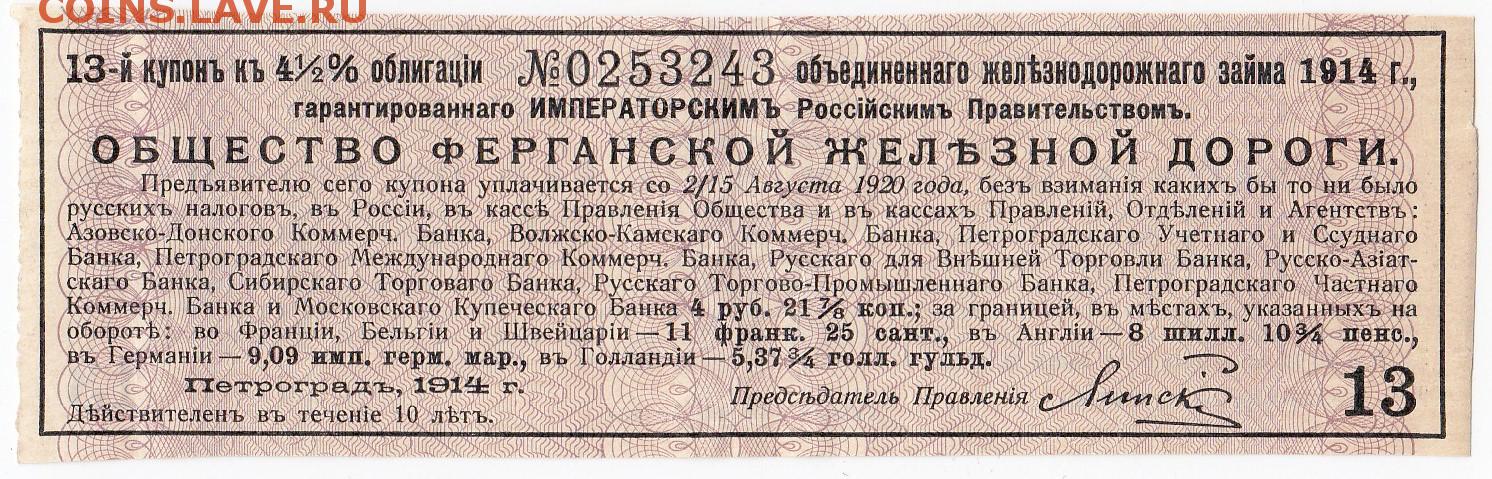 COINS.LAVE.RU
13-й купонъ къ 4½% облигаціи №0253243 объединеннаго желѣзнодорожнаго займа 1914 г.,
гарантированнаго ИМПЕРАТОРСКИМЪ Россійскимъ Правительствомъ.
ОБЩЕСТВО ФЕРГАНСКОЙ ЖЕЛѢЗНОЙ ДОРОГИ.
Предъявителю сего купона уплачивается со 2/15 Августа 1920 года, безъ взиманія какихъ бы то ни было
русскихъ налоговъ, въ Россіи, въ кассѣ Правленія Общества и въ кассахъ Правленій, Отдѣленій и Агентствъ:
Азовско-Донского Коммерч. Банка, Волжско-Камскаго Коммерч. Банка, Петроградскаго Учетнаго и Ссуднаго
Банка, Петроградскаго Международнаго Коммерч. Банка, Русскаго для Внѣшней Торговли Банка, Русско-Азіат-
скаго Банка, Сибирскаго Торговаго Банка, Русскаго Торгово-Промышленнаго Банка, Петроградскаго Частнаго
Коммерч. Банка и Московскаго Купеческаго Банка 4 руб. 21⅞ коп.; за границей, въ мѣстахъ, указанныхъ на
оборотѣ: во Франціи, Бельгіи и Швейцаріи — 11 франк. 25 сант., въ Англіи — 8 шилл. 10¾ пенс.,
въ Германіи — 9,09 имп. герм. мар., въ Голландіи — 5,37¾ голл. гульд.
Петроградъ, 1914 г.
Предсѣдатель Правленія Липскій 13
Дѣйствителенъ въ теченіе 10 лѣтъ.